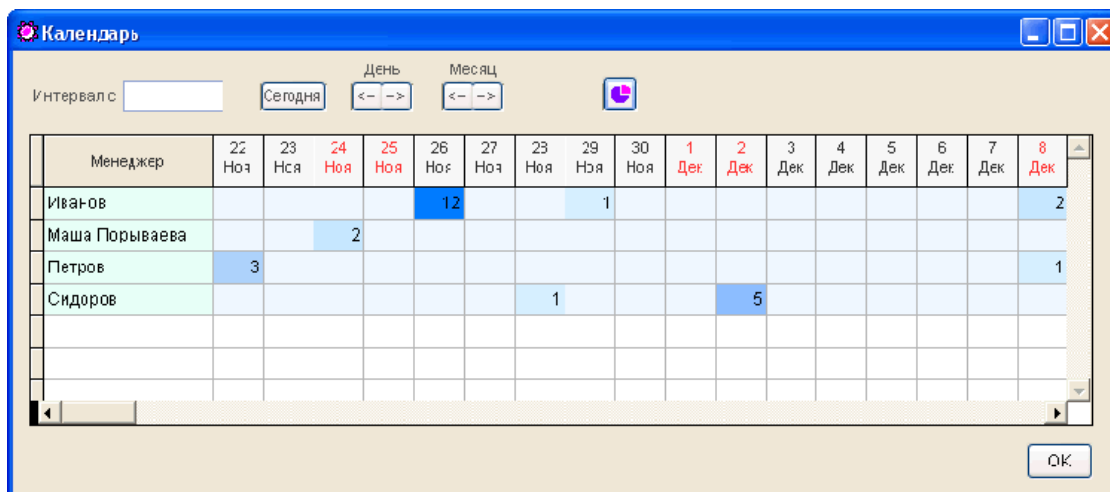 Календарь
День Месяц
Интервал с Сегодня <- -> <- ->
Менеджер 22 23 24 25 26 27 28 29 30 1 2 3 4 5 6 7 8
Ноя Ноя Ноя Ноя Ноя Ноя Ноя Ноя Ноя Дек Дек Дек Дек Дек Дек Дек Дек
Иванов 12 1 2
Маша Порываева 2
Петров 3 1
Сидоров 1 5
OK